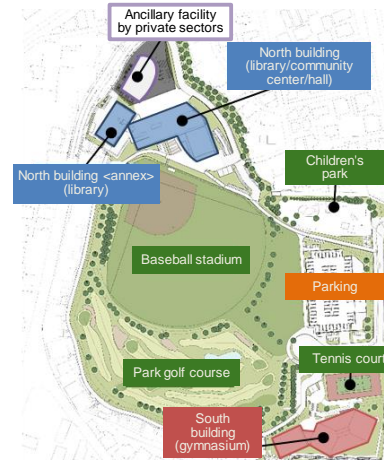 Ancillary facility
by private sectors
North building
(library/community
center/hall)
North building <annex>
(library)
Children's
park
Baseball stadium
Parking
Tennis court
Park golf course
South
building
(gymnasium)